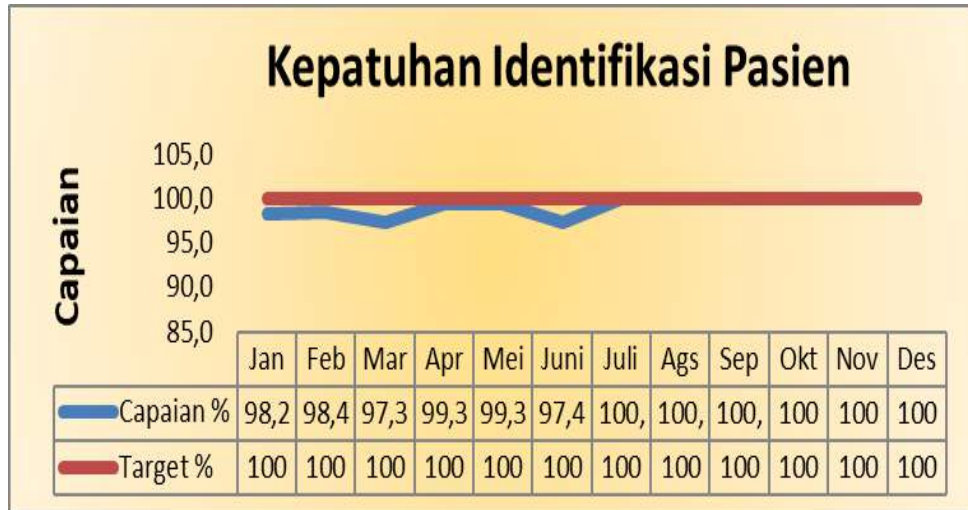 Kepatuhan Identifikasi Pasien
Capaian
105,0
100,0
95,0
90,0
85,0
Jan Feb Mar Apr Mei Juni Juli Ags Sep Okt Nov Des
Capaian % 98,2 98,4 97,3 99,3 99,3 97,4 100, 100, 100, 100 100 100
Target % 100 100 100 100 100 100 100 100 100 100 100 100